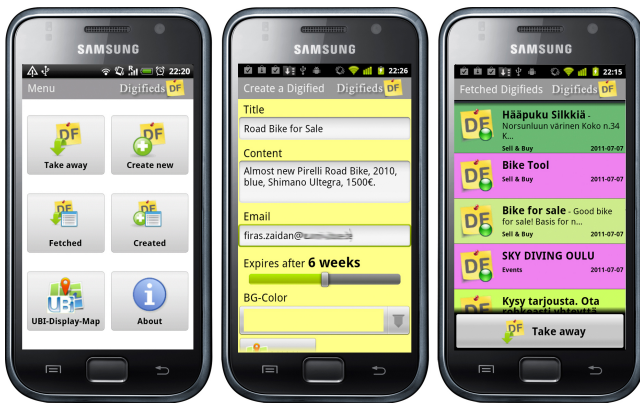 SAMSUNG
22:20
Menu
Digifieds DF
DF
Take away
DF
Create new
DF
Fetched
DF
Created
UBI
UBI-Display-Map
i
About
SAMSUNG
22:26
Create a Digified
Digifieds DF
Title
Road Bike for Sale
Content
Almost new Pirelli Road Bike, 2010,
blue, Shimano Ultegra, 1500€.
Email
firas.zaidan@
Expires after 6 weeks
BG-Color
SAMSUNG
22:15
Fetched Digifieds
Digifieds DF
DF
Hääpuku Silkkiä -
Norsunluun värinen Koko n.34
K...
Sell & Buy
2011-07-07
DF
Bike Tool
Sell & Buy
2011-07-07
DF
Bike for sale - Good bike
for sale! Basis for n...
Sell & Buy
2011-07-07
DF
SKY DIVING OULU
Events
2011-07-07
DF
Kysy tarjousta. Ota
rohkeasti yhteyttä
DF
Take away